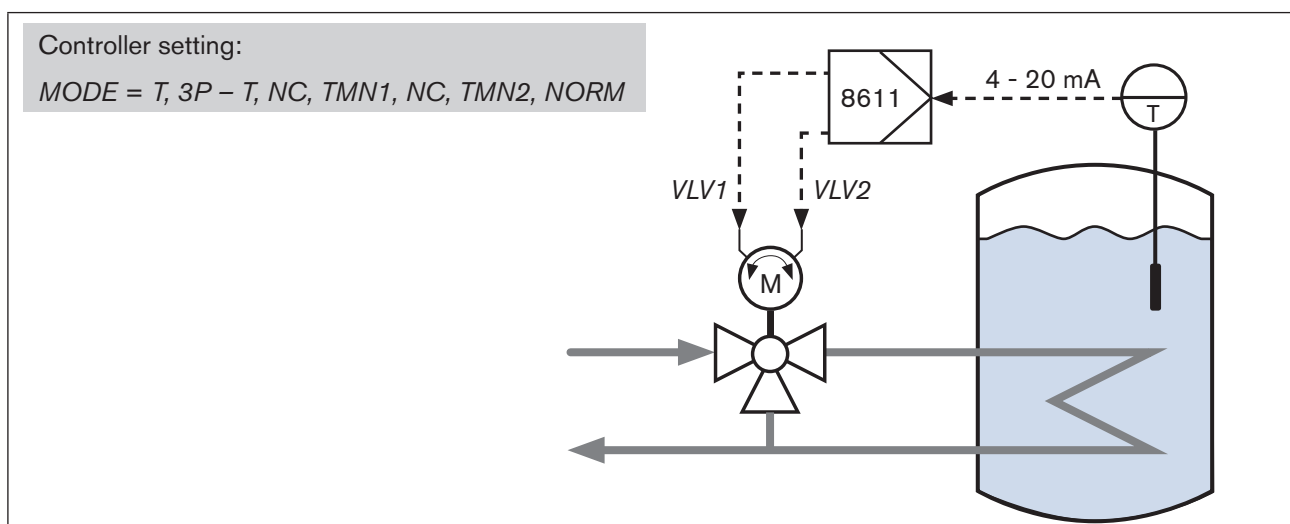 Controller setting:
MODE = T, 3P – T, NC, TMN1, NC, TMN2, NORM
8611
4 - 20 mA
T
VLV1
VLV2
M